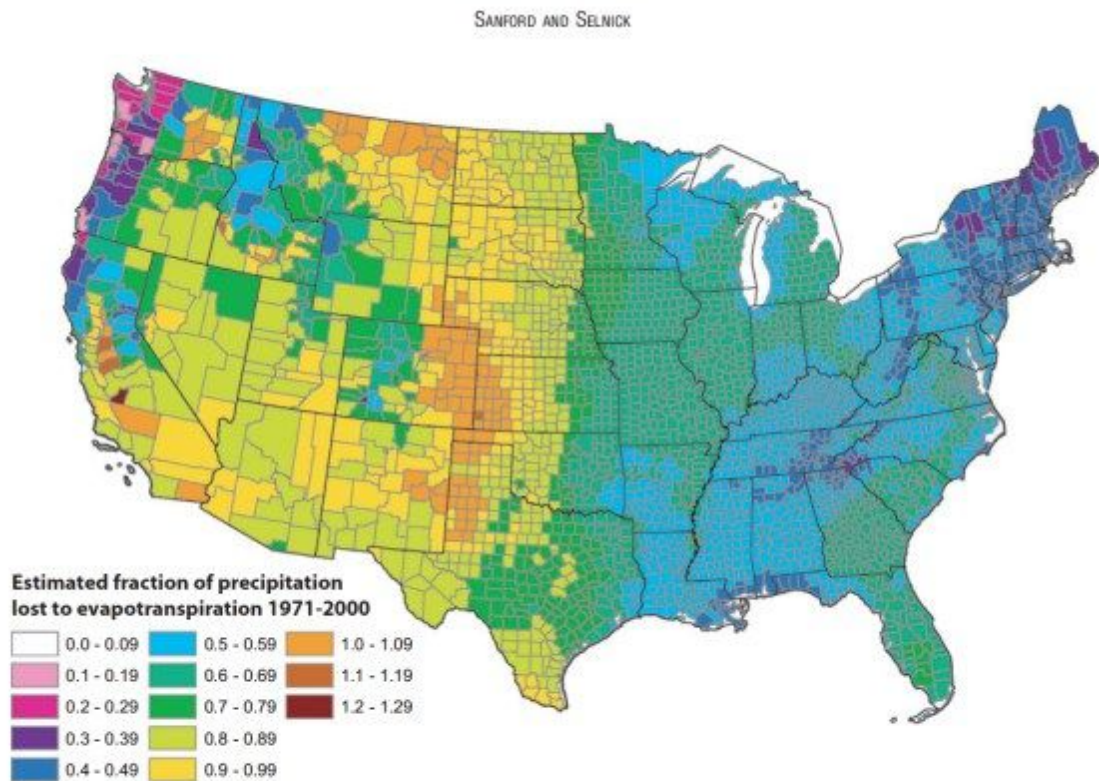 SANFORD AND SELNICK
Estimated fraction of precipitation
lost to evapotranspiration 1971-2000
0.0 - 0.09
0.1 - 0.19
0.2 - 0.29
0.3 - 0.39
0.4 - 0.49
0.5 - 0.59
0.6 - 0.69
0.7 - 0.79
0.8 - 0.89
0.9 - 0.99
1.0 - 1.09
1.1 - 1.19
1.2 - 1.29